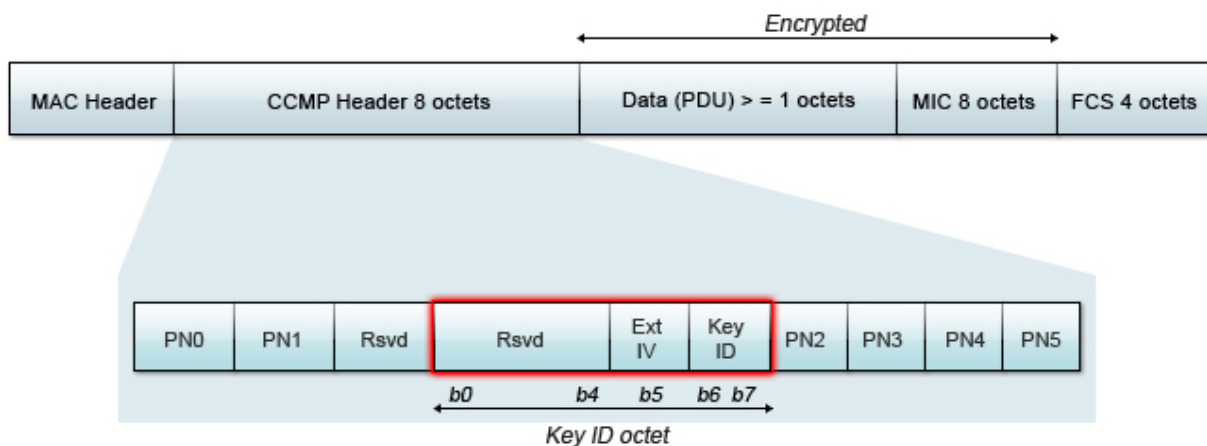 Encrypted
MAC Header CCMP Header 8 octets Data (PDU) > = 1 octets MIC 8 octets FCS 4 octets
PN0 PN1 Rsvd Rsvd Ext IV Key ID PN2 PN3 PN4 PN5
b0 b4 b5 b6 b7
Key ID octet